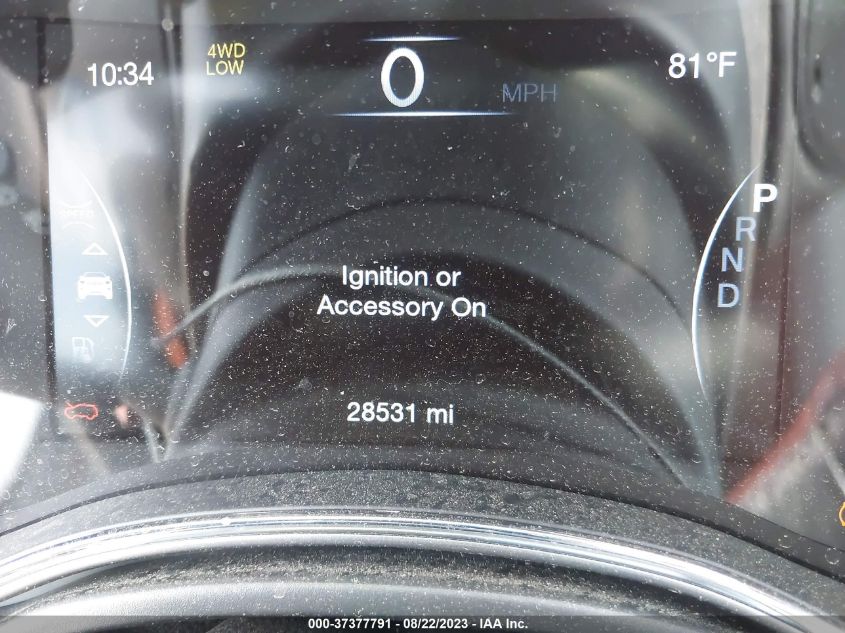 10:34
4WD
LOW
0
MPH
81°F
SPEED
P
R
N
D
Ignition or
Accessory On
28531 mi
000-37377791 - 08/22/2023 - IAA Inc.